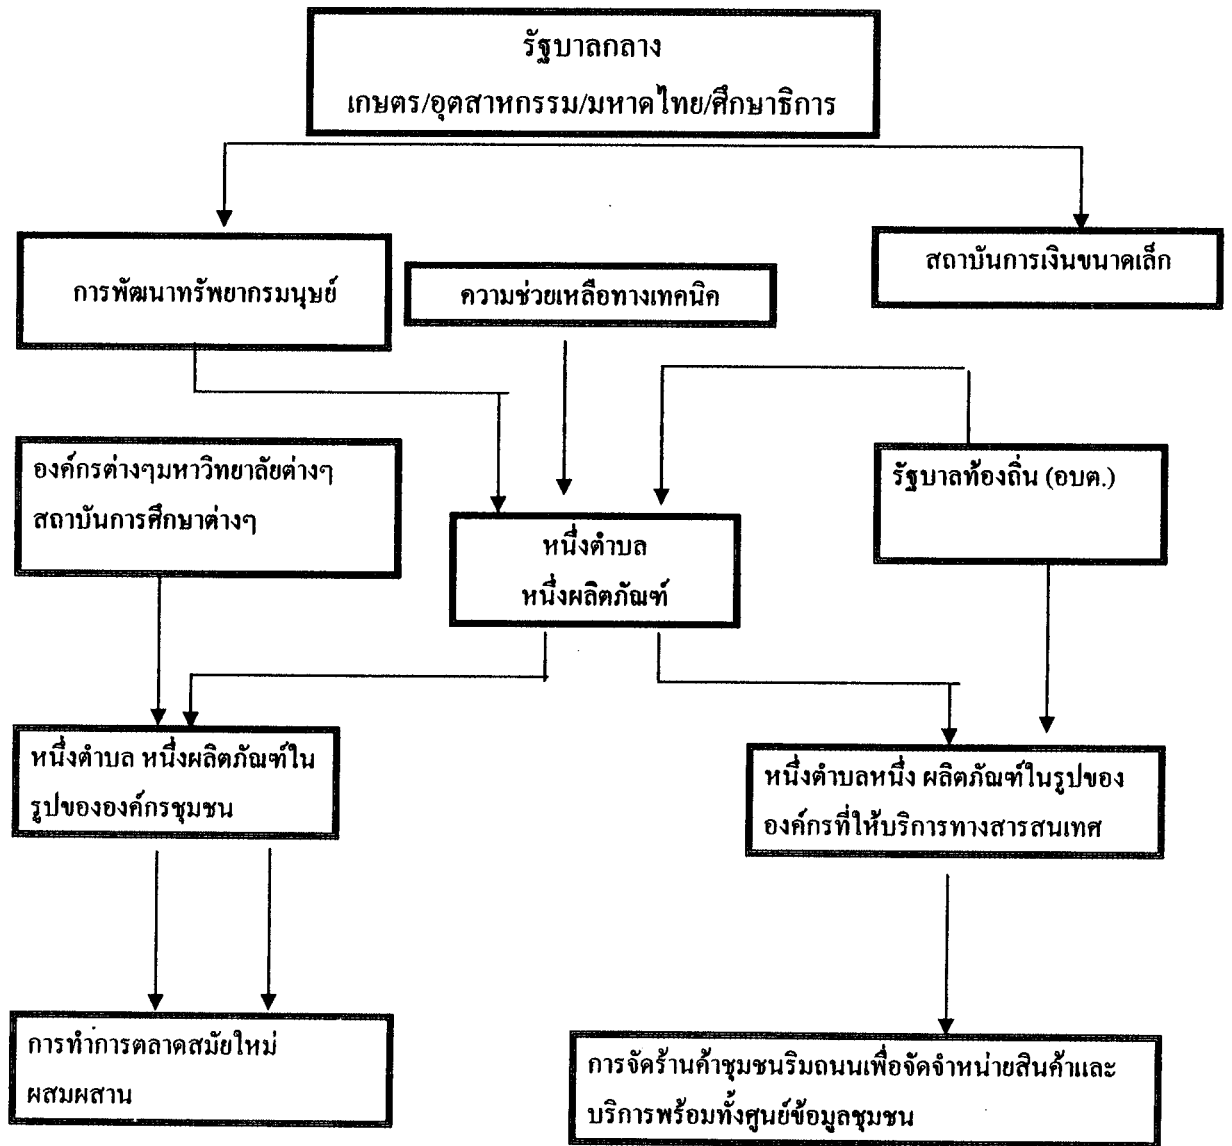 รัฐบาลกลาง
เกษตร/อุตสาหกรรม/มหาดไทย/ศึกษาธิการ
การพัฒนาทรัพยากรมนุษย์
ความช่วยเหลือทางเทคนิค
สถาบันการเงินขนาดเล็ก
องค์กรต่างๆมหาวิทยาลัยต่างๆ
สถาบันการศึกษาต่างๆ
รัฐบาลท้องถิ่น (อบต.)
หนึ่งตำบล
หนึ่งผลิตภัณฑ์
หนึ่งตำบล หนึ่งผลิตภัณฑ์ใน
รูปขององค์กรชุมชน
หนึ่งตำบลหนึ่ง ผลิตภัณฑ์ในรูปของ
องค์กรที่ให้บริการทางสารสนเทศ
การทำการตลาดสมัยใหม่
ผสมผสาน
การจัดร้านค้าชุมชนริมถนนเพื่อจัดจำหน่ายสินค้าและ
บริการพร้อมทั้งศูนย์ข้อมูลชุมชน